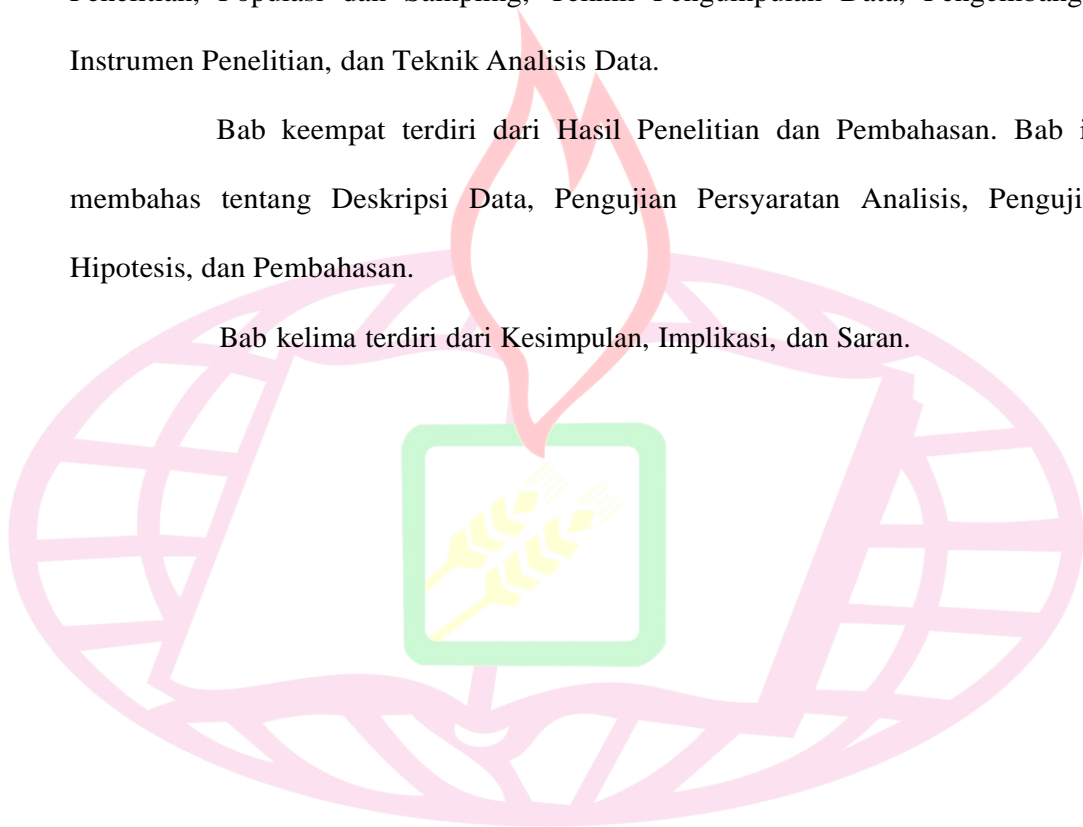 Instrumen Penelitian, dan Teknik Analisis Data.
Bab keempat terdiri dari Hasil Penelitian dan Pembahasan. Bab i
membahas tentang Deskripsi Data, Pengujian Persyaratan Analisis, Penguji
Hipotesis, dan Pembahasan.
Bab kelima terdiri dari Kesimpulan, Implikasi, dan Saran.